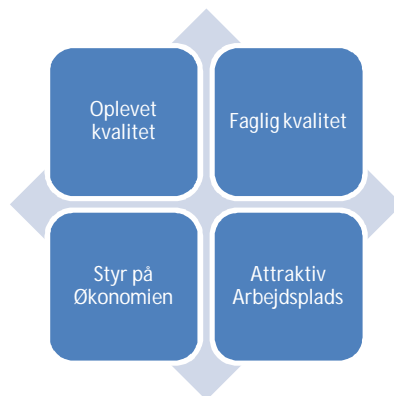 Oplevet
kvalitet
Faglig kvalitet
Styr på
Økonomien
Attraktiv
Arbejdsplads